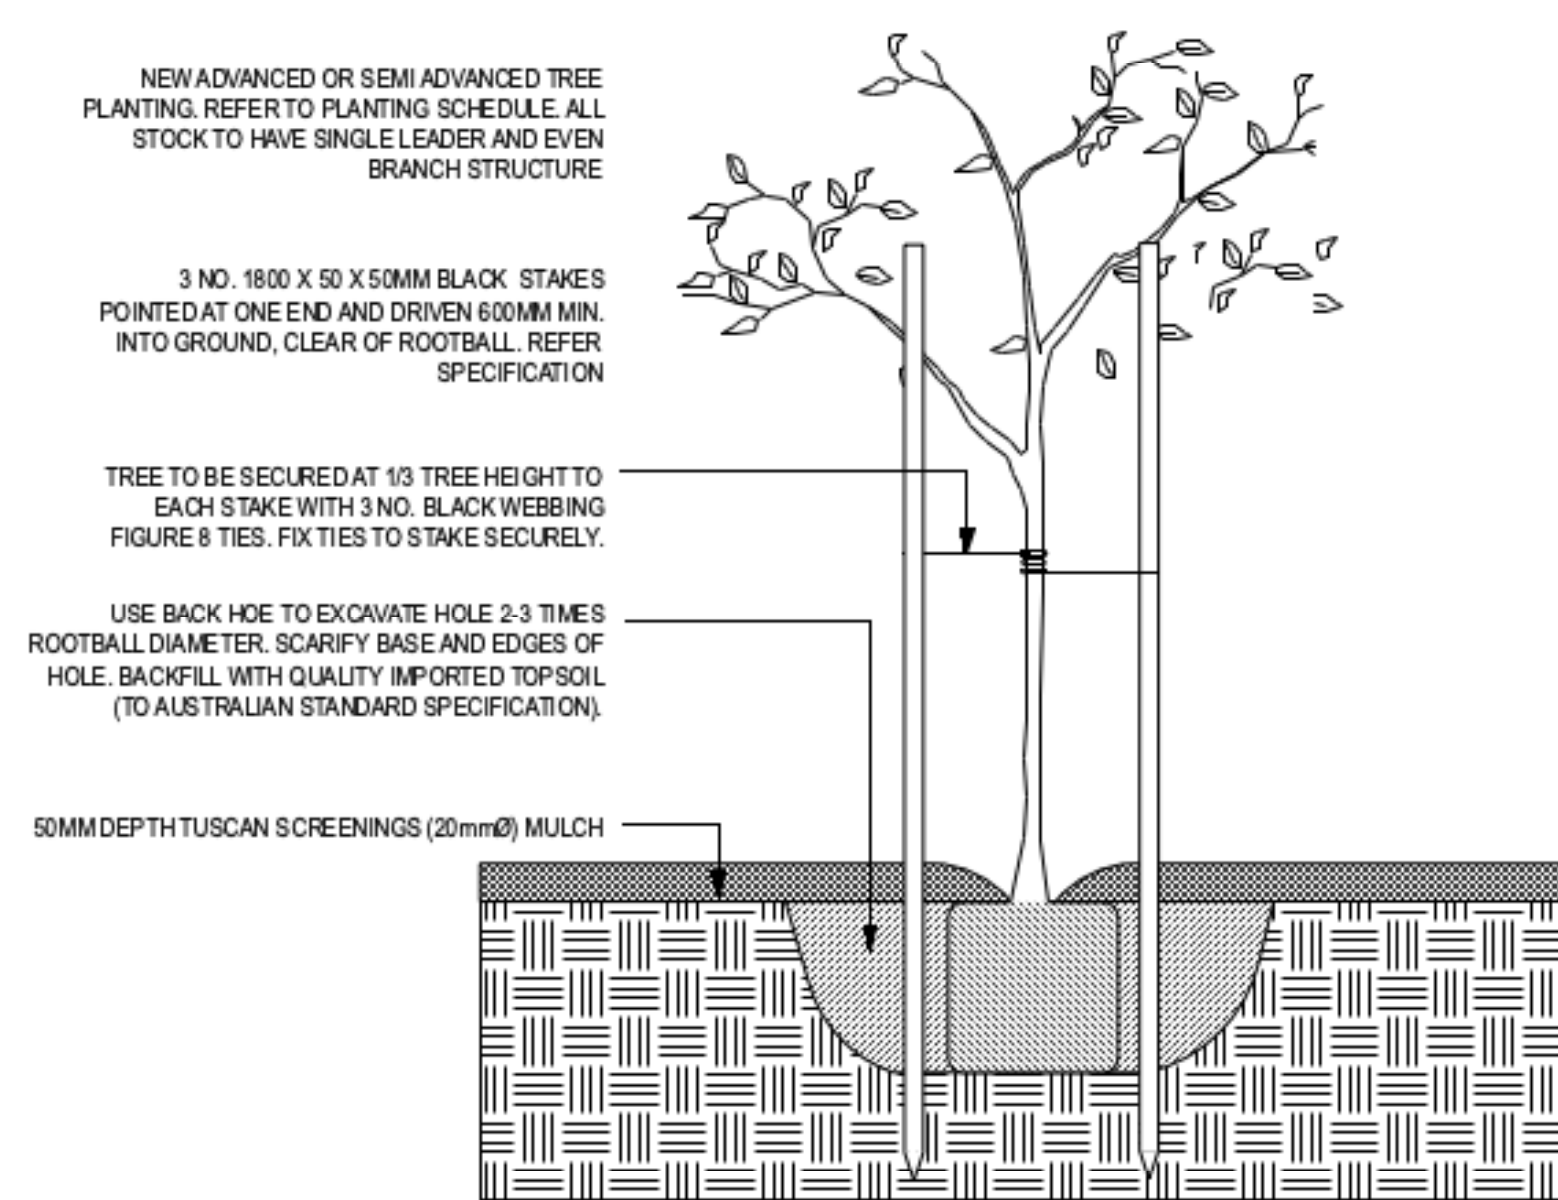 NEW ADVANCED OR SEMI ADVANCED TREE
PLANTING. REFER TO PLANTING SCHEDULE. ALL
STOCK TO HAVE SINGLE LEADER AND EVEN
BRANCH STRUCTURE
3 NO. 1800 X 50 X 50MM BLACK STAKES
POINTED AT ONE END AND DRIVEN 600MM MIN.
INTO GROUND, CLEAR OF ROOTBALL. REFER
SPECIFICATION
TREE TO BE SECURED AT 1/3 TREE HEIGHT TO
EACH STAKE WITH 3 NO. BLACK WEBBING
FIGURE 8 TIES. FIX TIES TO STAKE SECURELY.
USE BACK HOE TO EXCAVATE HOLE 2-3 TIMES
ROOTBALL DIAMETER. SCARIFY BASE AND EDGES OF
HOLE. BACKFILL WITH QUALITY IMPORTED TOPSOIL
(TO AUSTRALIAN STANDARD SPECIFICATION).
50MM DEPTH TUSCAN SCREENINGS (20mmØ) MULCH